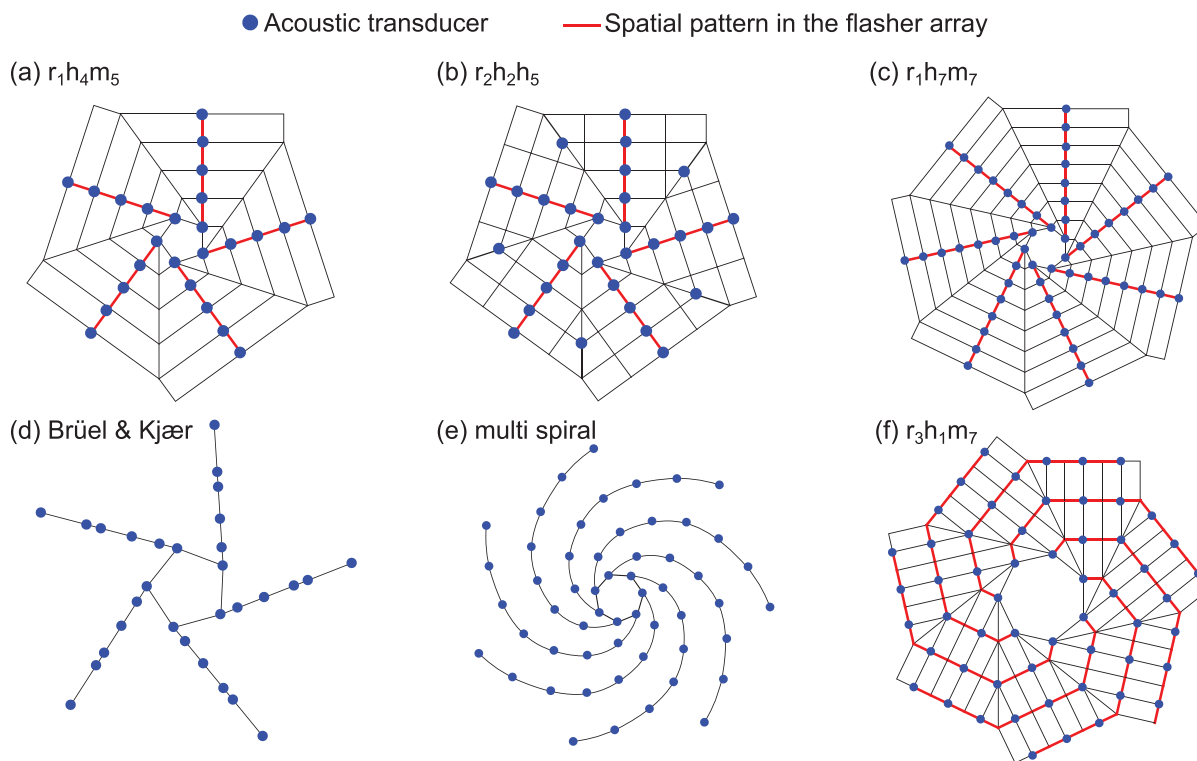 Acoustic transducer
Spatial pattern in the flasher array
(a) r₁h₄m₅
(b) r₂h₂h₅
(c) r₁h₇m₇
(d) Brüel & Kjær
(e) multi spiral
(f) r₃h₁m₇